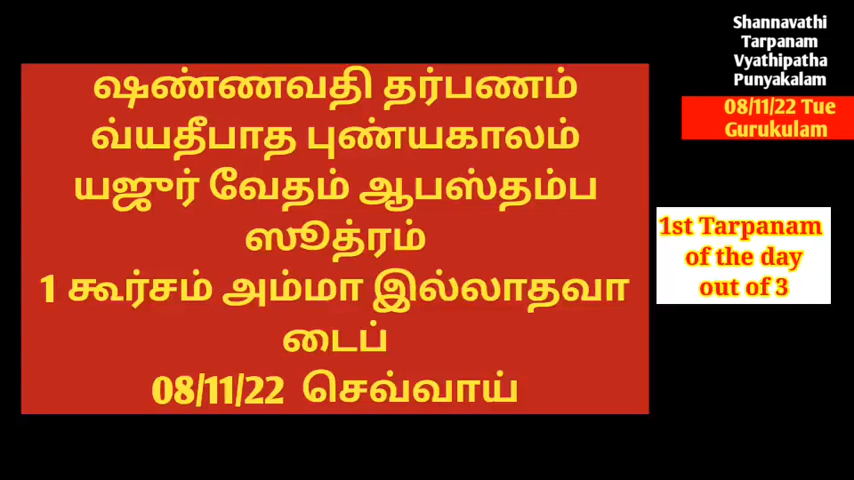 ஷண்ணவதி தர்பணம்
வ்யதீபாத புண்யகாலம்
யஜுர் வேதம் ஆபஸ்தம்ப
ஸூத்ரம்
1 கூர்சம் அம்மா இல்லாதவா
டைப்
08/11/22 செவ்வாய்
Shannavathi
Tarpanam
Vyathipatha
Punyakalam
08/11/22 Tue
Gurukulam
1st Tarpanam
of the day
out of 3